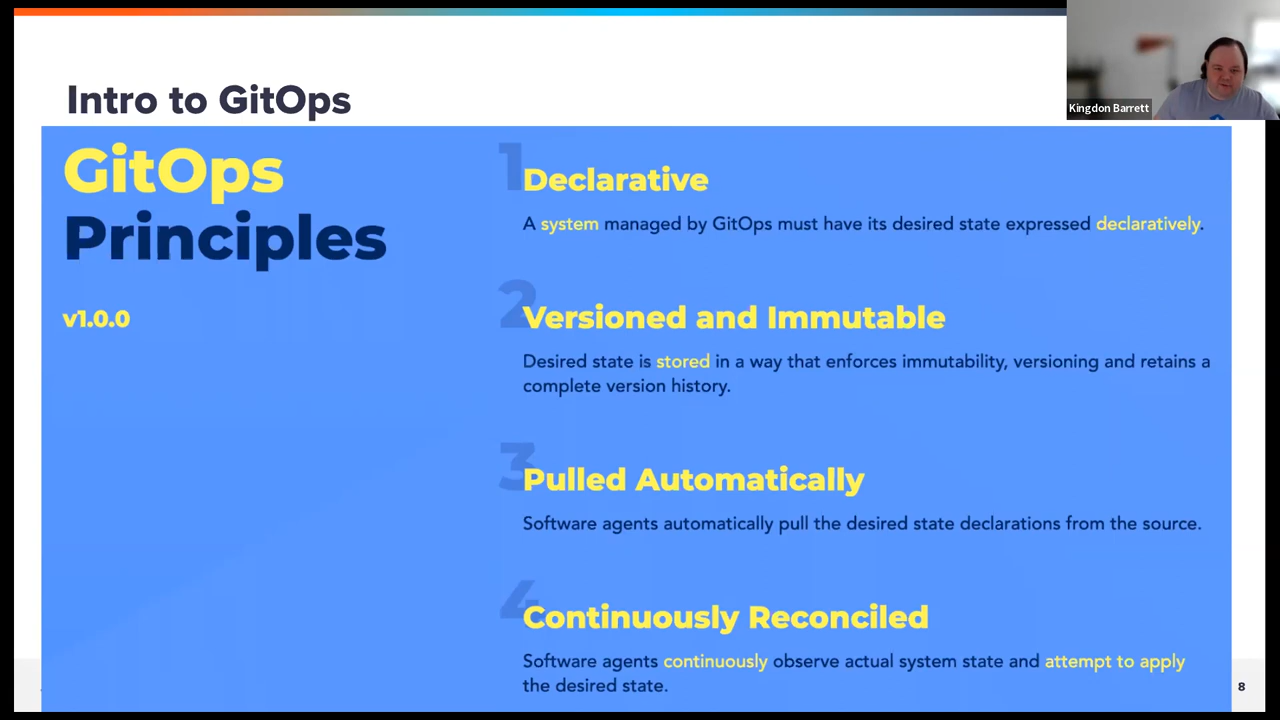 Kingdon Barrett
Intro to GitOps
GitOps
Principles
v1.0.0
1
Declarative
A system managed by GitOps must have its desired state expressed declaratively.
2
Versioned and Immutable
Desired state is stored in a way that enforces immutability, versioning and retains a
complete version history.
3
Pulled Automatically
Software agents automatically pull the desired state declarations from the source.
4
Continuously Reconciled
Software agents continuously observe actual system state and attempt to apply
the desired state.
8